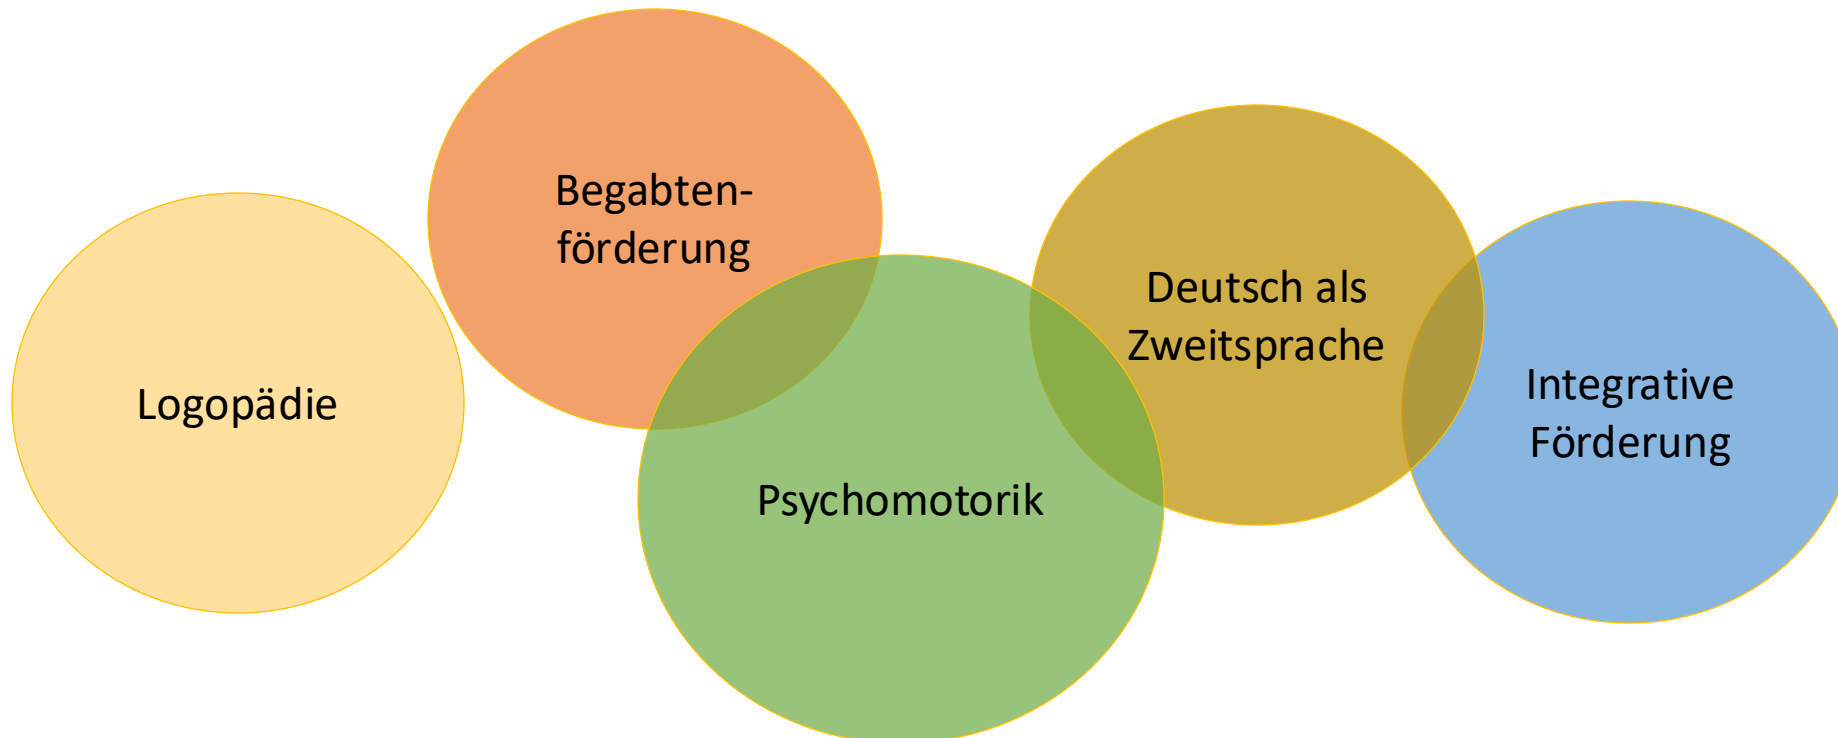 Logopädie
Begabten-
förderung
Psychomotorik
Deutsch als
Zweitsprache
Integrative
Förderung